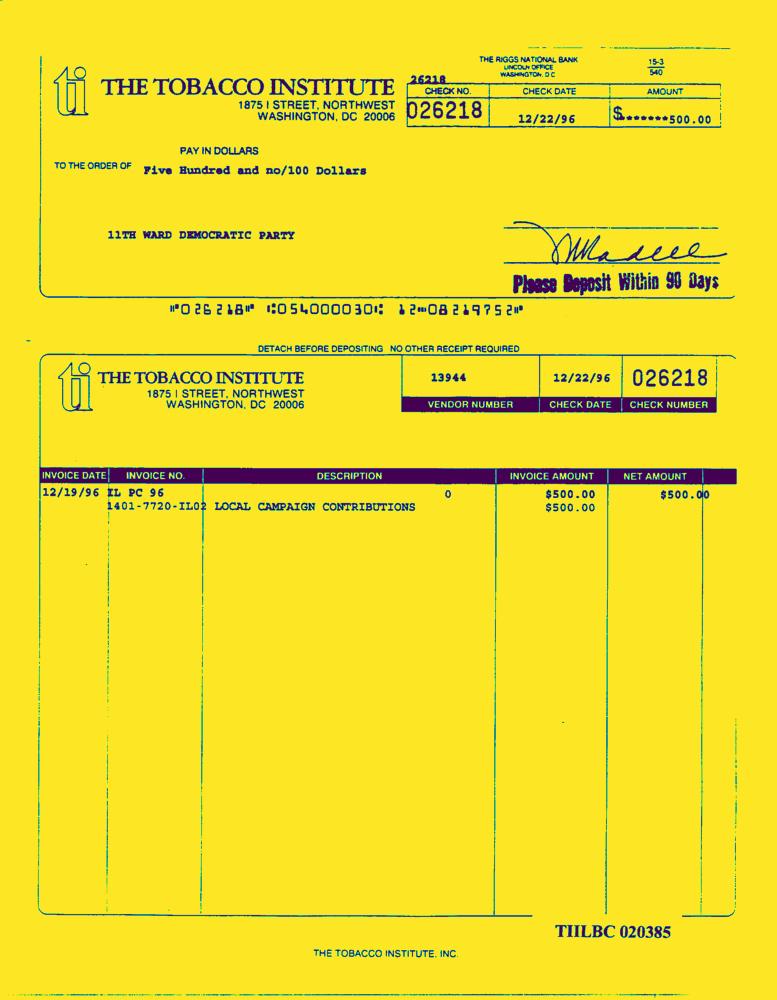 THE RIGGS NATIONAL BANK
LINCOLN OFFICE
WASHINGTON, D C
15-3
540
ti THE TOBACCO INSTITUTE
1875 I STREET, NORTHWEST
WASHINGTON, DC 20006
26218
CHECK NO. CHECK DATE AMOUNT
026218 12/22/96 $*******500.00
PAY IN DOLLARS
TO THE ORDER OF Five Hundred and no/100 Dollars
11TH WARD DEMOCRATIC PARTY
Please Deposit Within 90 Days
⑈026218⑈ ⑆054000030⑆ 12⑉08219752⑈
DETACH BEFORE DEPOSITING NO OTHER RECEIPT REQUIRED
ti THE TOBACCO INSTITUTE
1875 I STREET, NORTHWEST
WASHINGTON, DC 20006
13944 12/22/96 026218
VENDOR NUMBER CHECK DATE CHECK NUMBER
INVOICE DATE INVOICE NO. DESCRIPTION INVOICE AMOUNT NET AMOUNT
12/19/96 IL PC 96 0 $500.00 $500.00
1401-7720-IL02 LOCAL CAMPAIGN CONTRIBUTIONS $500.00
TIILBC 020385
THE TOBACCO INSTITUTE, INC.